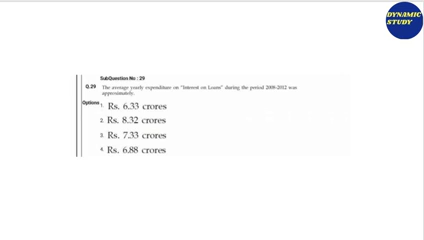 DYNAMIC
STUDY
SubQuestion No : 29
Q.29 The average yearly expenditure on "Interest on Loans" during the period 2008-2012 was
approximately.
Options 1. Rs. 6.33 crores
2. Rs. 8.32 crores
3. Rs. 7.33 crores
4. Rs. 6.88 crores